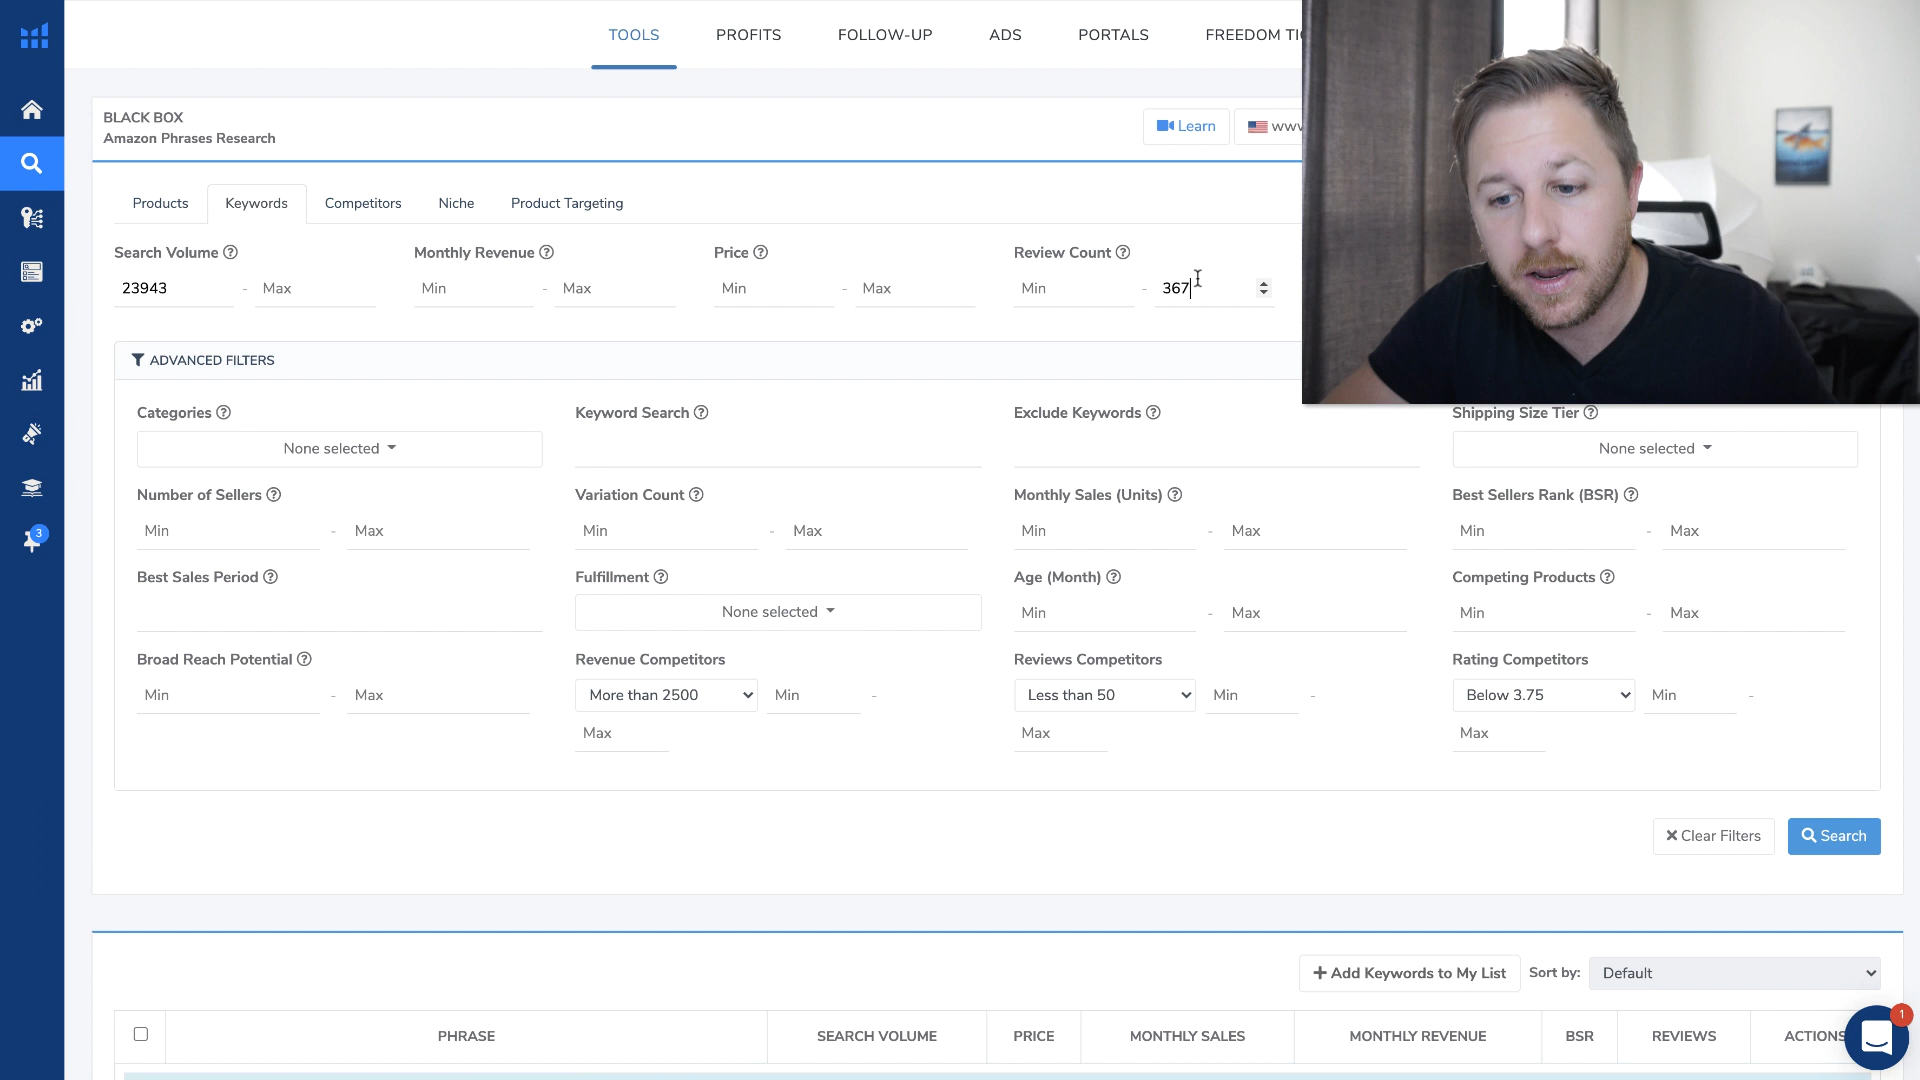 TOOLS PROFITS FOLLOW-UP ADS PORTALS FREEDOM TI
BLACK BOX
Amazon Phrases Research
Learn www
Products Keywords Competitors Niche Product Targeting
Search Volume Monthly Revenue Price Review Count
23943 - Max Min - Max Min - Max Min - 367
ADVANCED FILTERS
Categories Keyword Search Exclude Keywords Shipping Size Tier
None selected None selected
Number of Sellers Variation Count Monthly Sales (Units) Best Sellers Rank (BSR)
Min - Max Min - Max Min - Max Min - Max
Best Sales Period Fulfillment Age (Month) Competing Products
None selected Min - Max Min - Max
Broad Reach Potential Revenue Competitors Reviews Competitors Rating Competitors
Min - Max More than 2500 Min - Less than 50 Min - Below 3.75 Min -
Max Max Max
Clear Filters Search
Add Keywords to My List Sort by: Default
PHRASE SEARCH VOLUME PRICE MONTHLY SALES MONTHLY REVENUE BSR REVIEWS ACTIONS
3
1